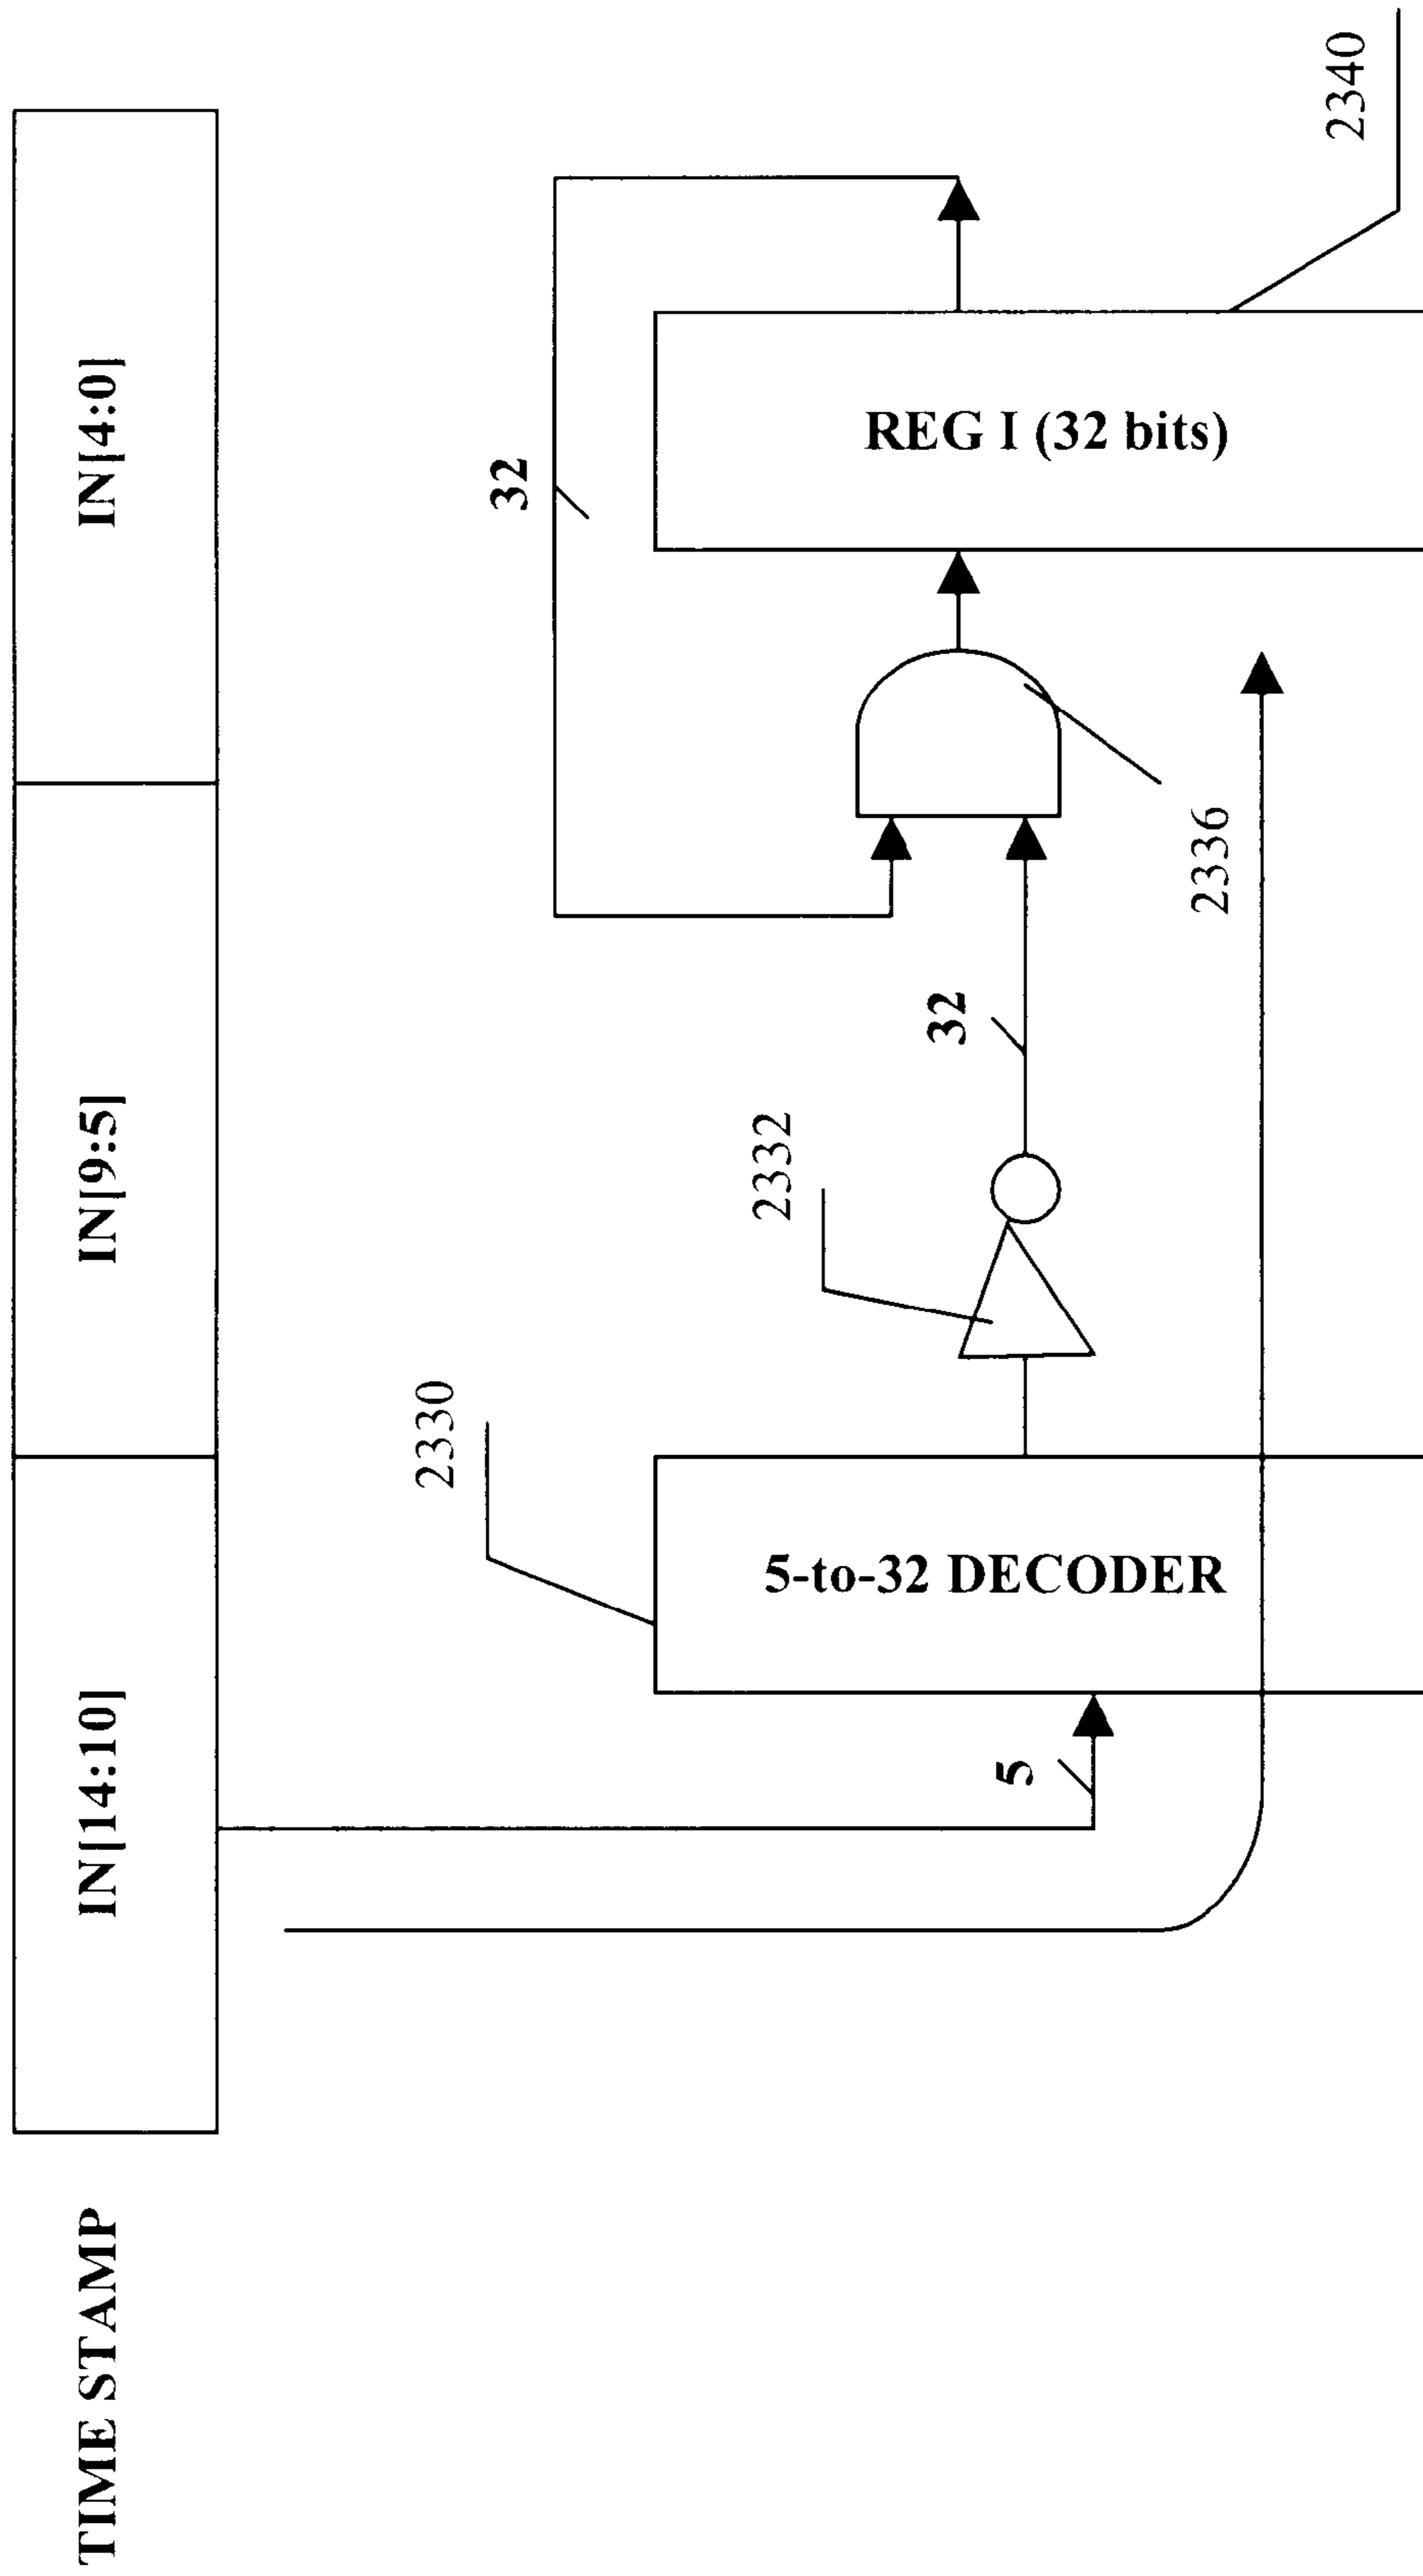 TIME STAMP
IN[14:10]
IN[9:5]
IN[4:0]
5
2330
5-to-32 DECODER
2332
32
32
2336
REG I (32 bits)
2340